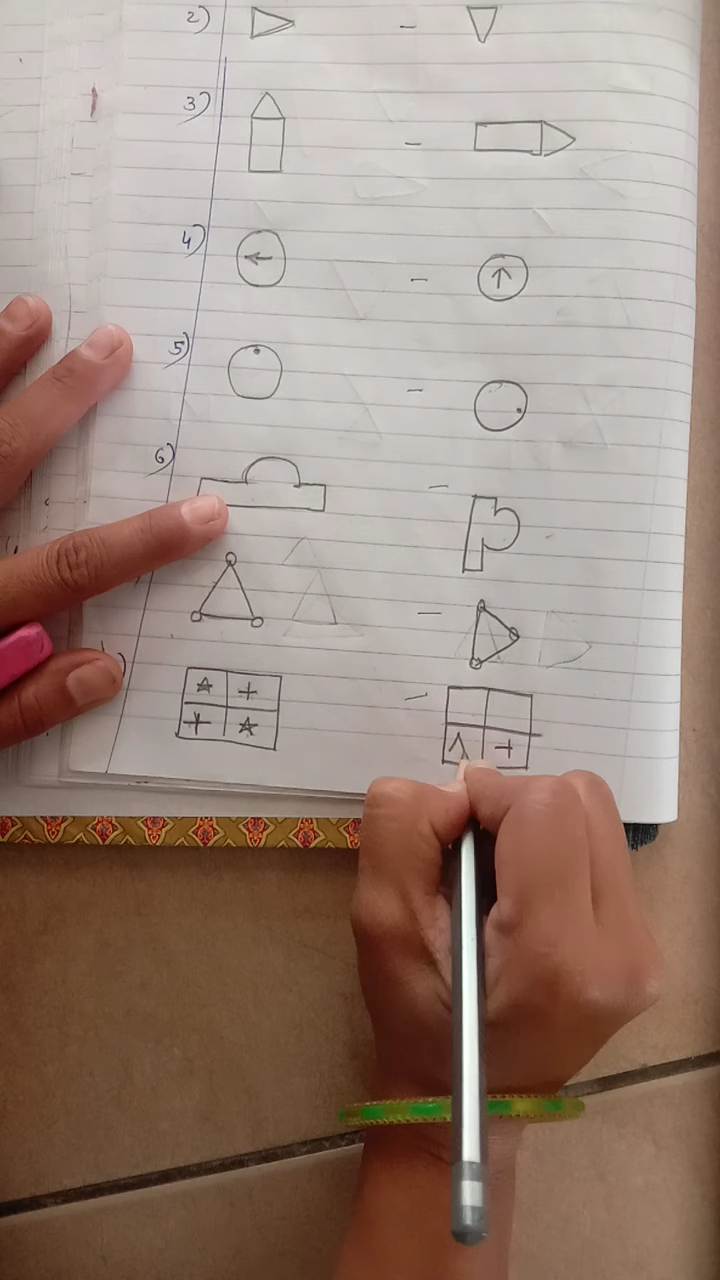 2) -
3) -
4) ← - ↑
5) -
6) -
-
) ☆ + -
+ ☆ +